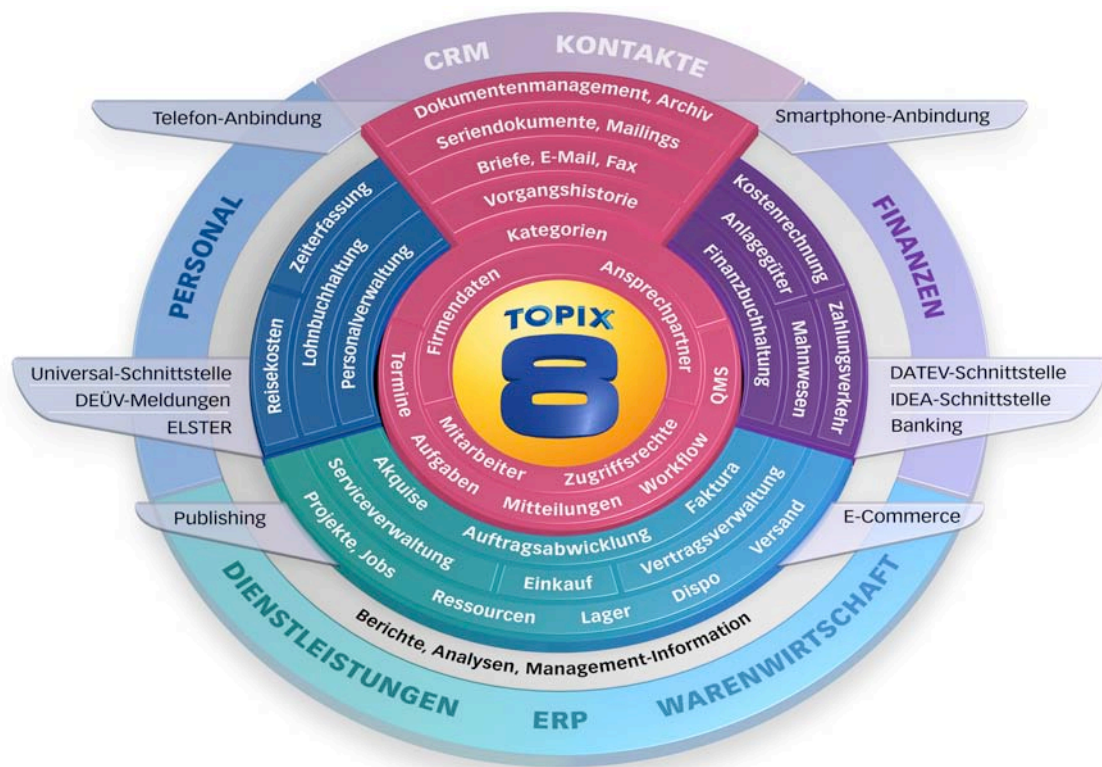 CRM KONTAKTE
Dokumentenmanagement, Archiv
Telefon-Anbindung
Smartphone-Anbindung
Seriendokumente, Mailings
Briefe, E-Mail, Fax
Vorgangshistorie
PERSONAL
Zeiterfassung
Lohnbuchhaltung
Personalverwaltung
Reisekosten
FINANZEN
Kostenrechnung
Anlagegüter
Finanzbuchhaltung
Zahlungsverkehr
Mahnwesen
Kategorien
Firmendaten
Ansprechpartner
TOPIX
8
Termine
QMS
Mitarbeiter
Zugriffsrechte
Aufgaben
Mitteilungen
Workflow
Universal-Schnittstelle
DEÜV-Meldungen
ELSTER
DATEV-Schnittstelle
IDEA-Schnittstelle
Banking
Akquise
Auftragsabwicklung
Faktura
Serviceverwaltung
Einkauf
Vertragsverwaltung
Projekte, Jobs
Ressourcen
Lager
Dispo
Versand
Publishing
E-Commerce
Berichte, Analysen, Management-Information
DIENSTLEISTUNGEN
ERP
WARENWIRTSCHAFT